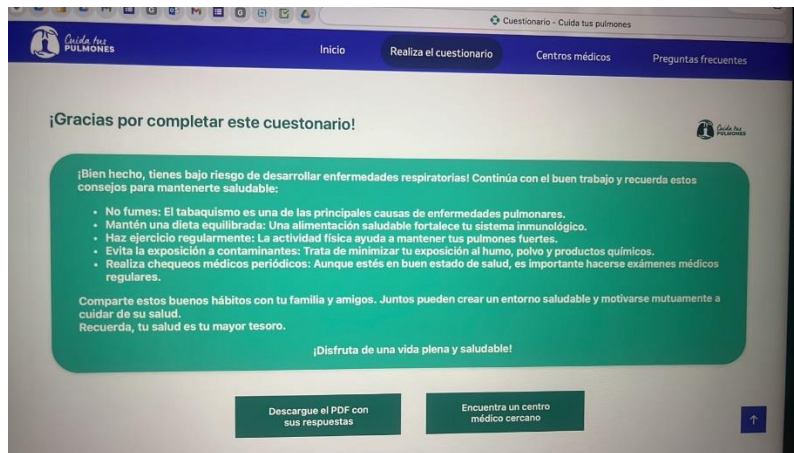 Cuestionario - Cuida tus pulmones
Cuida tus
PULMONES
Inicio
Realiza el cuestionario
Centros médicos
Preguntas frecuentes
¡Gracias por completar este cuestonario!
Cuida tus
PULMONES
¡Bien hecho, tienes bajo riesgo de desarrollar enfermedades respiratorias! Continúa con el buen trabajo y recuerda estos
consejos para mantenerte saludable:
• No fumes: El tabaquismo es una de las principales causas de enfermedades pulmonares.
• Mantén una dieta equilibrada: Una alimentación saludable fortalece tu sistema inmunológico.
• Haz ejercicio regularmente: La actividad física ayuda a mantener tus pulmones fuertes.
• Evita la exposición a contaminantes: Trata de minimizar tu exposición al humo, polvo y productos químicos.
• Realiza chequeos médicos periódicos: Aunque estés en buen estado de salud, es importante hacerse exámenes médicos
regulares.
Comparte estos buenos hábitos con tu familia y amigos. Juntos pueden crear un entorno saludable y motivarse mutuamente a
cuidar de su salud.
Recuerda, tu salud es tu mayor tesoro.
¡Disfruta de una vida plena y saludable!
Descargue el PDF con
sus respuestas
Encuentra un centro
médico cercano